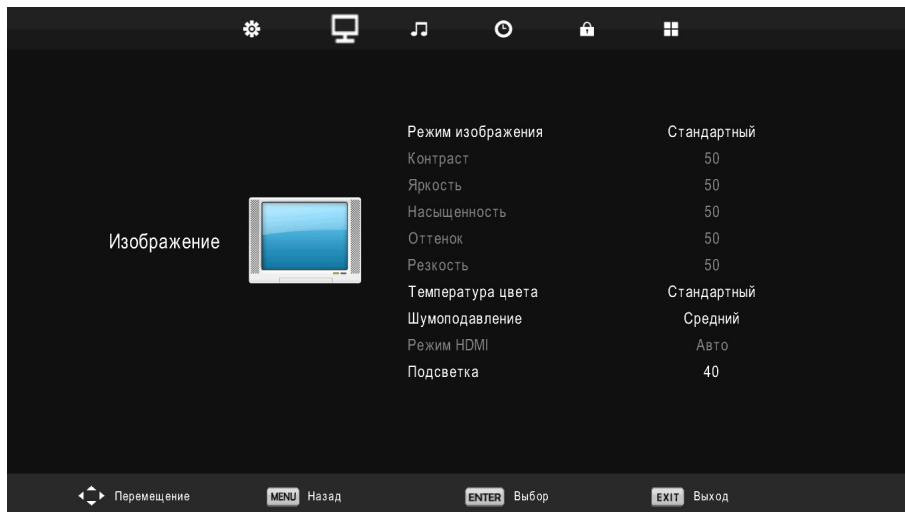 Режим изображения Стандартный
Контраст 50
Яркость 50
Насыщенность 50
Изображение
Оттенок 50
Резкость 50
Температура цвета Стандартный
Шумоподавление Средний
Режим HDMI Авто
Подсветка 40
Перемещение MENU Назад ENTER Выбор EXIT Выход